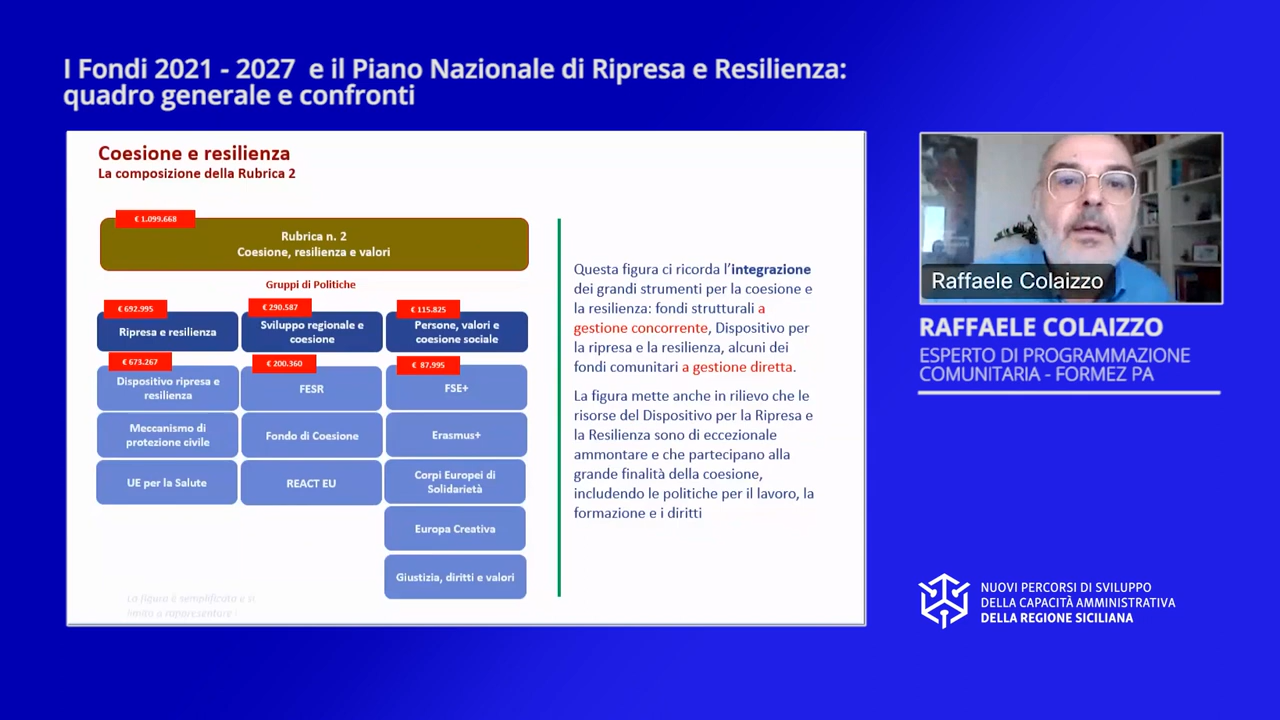 I Fondi 2021 - 2027 e il Piano Nazionale di Ripresa e Resilienza:
quadro generale e confronti
Coesione e resilienza
La composizione della Rubrica 2
€ 1.099.668
Rubrica n. 2
Coesione, resilienza e valori
Gruppi di Politiche
€ 692.995
Ripresa e resilienza
€ 673.267
Dispositivo ripresa e
resilienza
Meccanismo di
protezione civile
UE per la Salute
€ 290.587
Sviluppo regionale e
coesione
€ 200.360
FESR
Fondo di Coesione
REACT EU
€ 115.825
Persone, valori e
coesione sociale
€ 87.995
FSE+
Erasmus+
Corpi Europei di
Solidarietà
Europa Creativa
Giustizia, diritti e valori
La figura è semplificata e si
limita a rappresentare i
Questa figura ci ricorda l'integrazione
dei grandi strumenti per la coesione e
la resilienza: fondi strutturali a
gestione concorrente, Dispositivo per
la ripresa e la resilienza, alcuni dei
fondi comunitari a gestione diretta.
La figura mette anche in rilievo che le
risorse del Dispositivo per la Ripresa e
la Resilienza sono di eccezionale
ammontare e che partecipano alla
grande finalità della coesione,
includendo le politiche per il lavoro, la
formazione e i diritti
Raffaele Colaizzo
RAFFAELE COLAIZZO
ESPERTO DI PROGRAMMAZIONE
COMUNITARIA - FORMEZ PA
NUOVI PERCORSI DI SVILUPPO
DELLA CAPACITÀ AMMINISTRATIVA
DELLA REGIONE SICILIANA